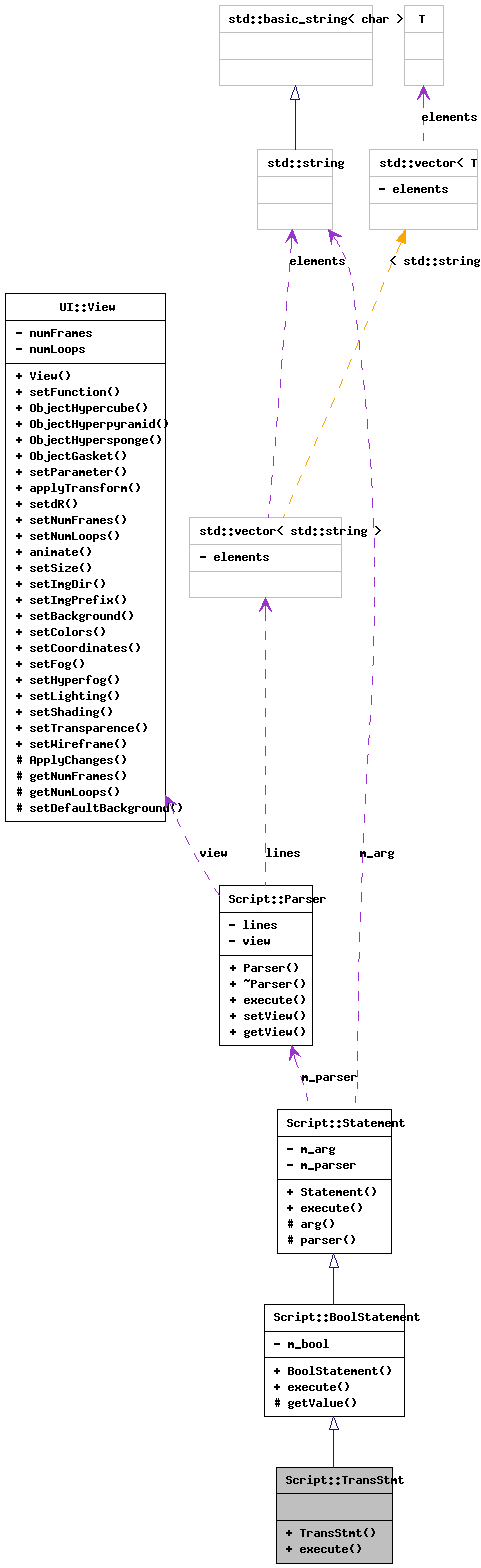 std::basic_string< char >
T
elements
std::string
std::vector< T
- elements
elements
< std::string
UI::View
- numFrames
- numLoops
+ View()
+ setFunction()
+ ObjectHypercube()
+ ObjectHyperpyramid()
+ ObjectHypersponge()
+ ObjectGasket()
+ setParameter()
+ applyTransform()
+ setdR()
+ setNumFrames()
+ setNumLoops()
+ animate()
+ setSize()
+ setImgDir()
+ setImgPrefix()
+ setBackground()
+ setColors()
+ setCoordinates()
+ setFog()
+ setHyperfog()
+ setLighting()
+ setShading()
+ setTransparence()
+ setWireframe()
# ApplyChanges()
# getNumFrames()
# getNumLoops()
# setDefaultBackground()
std::vector< std::string >
- elements
view
lines
m_arg
Script::Parser
- lines
- view
+ Parser()
+ ~Parser()
+ execute()
+ setView()
+ getView()
m_parser
Script::Statement
- m_arg
- m_parser
+ Statement()
+ execute()
# arg()
# parser()
Script::BoolStatement
- m_bool
+ BoolStatement()
+ execute()
# getValue()
Script::TransStmt
+ TransStmt()
+ execute()